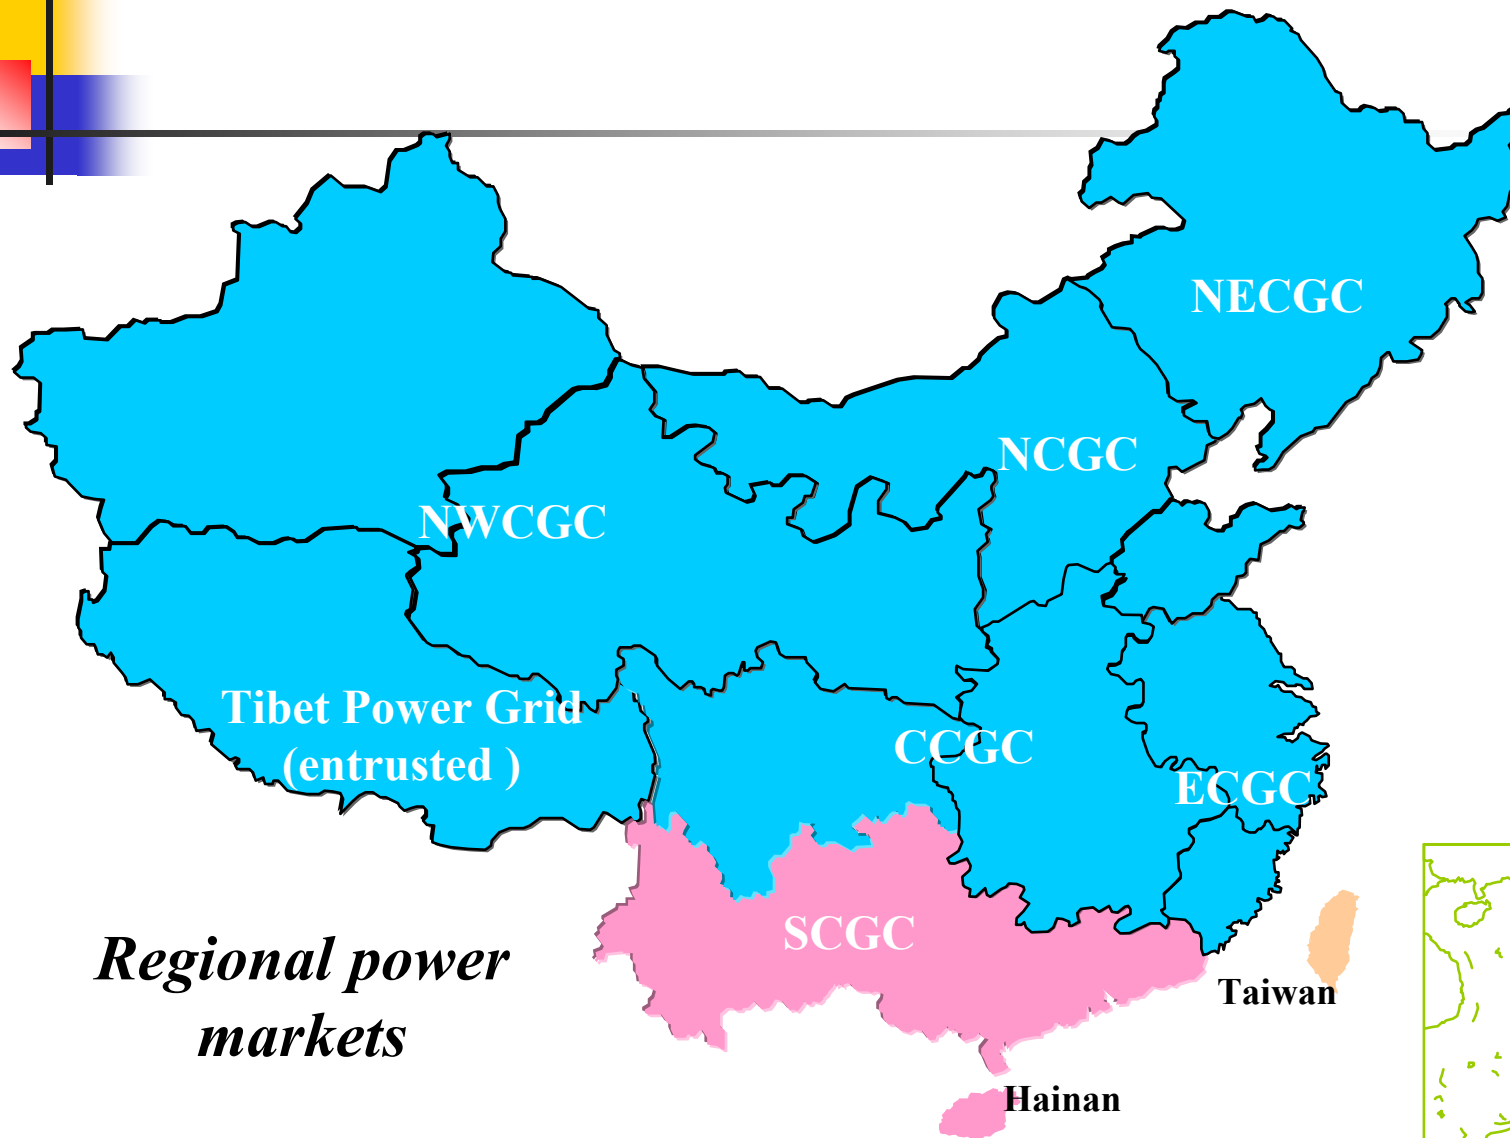 NECGC
NCGC
NWCGC
Tibet Power Grid
(entrusted )
CCGC
ECGC
SCGC
Regional power
markets
Taiwan
Hainan